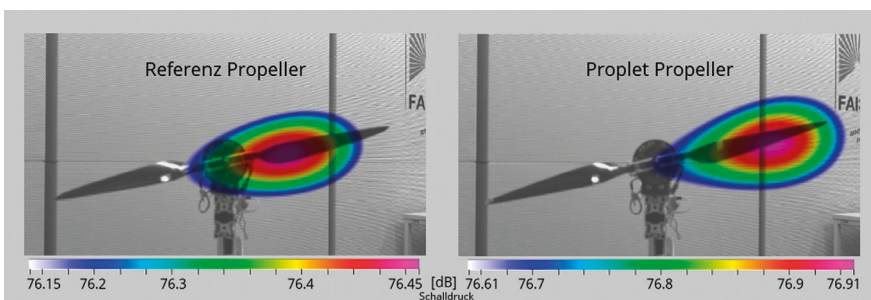 Referenz Propeller
Proplet Propeller
FA
FAI
76.15 76.2 76.3 76.4 76.45 [dB] 76.61 76.7 76.8 76.9 76.91
Schalldruck